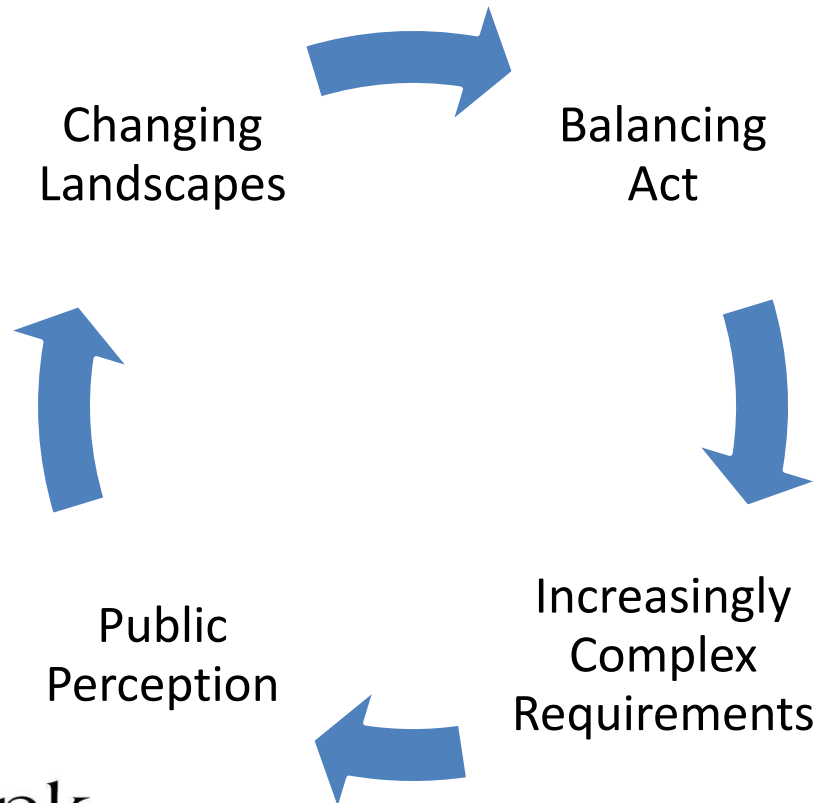 Changing
Landscapes
Balancing
Act
Increasingly
Complex
Requirements
Public
Perception